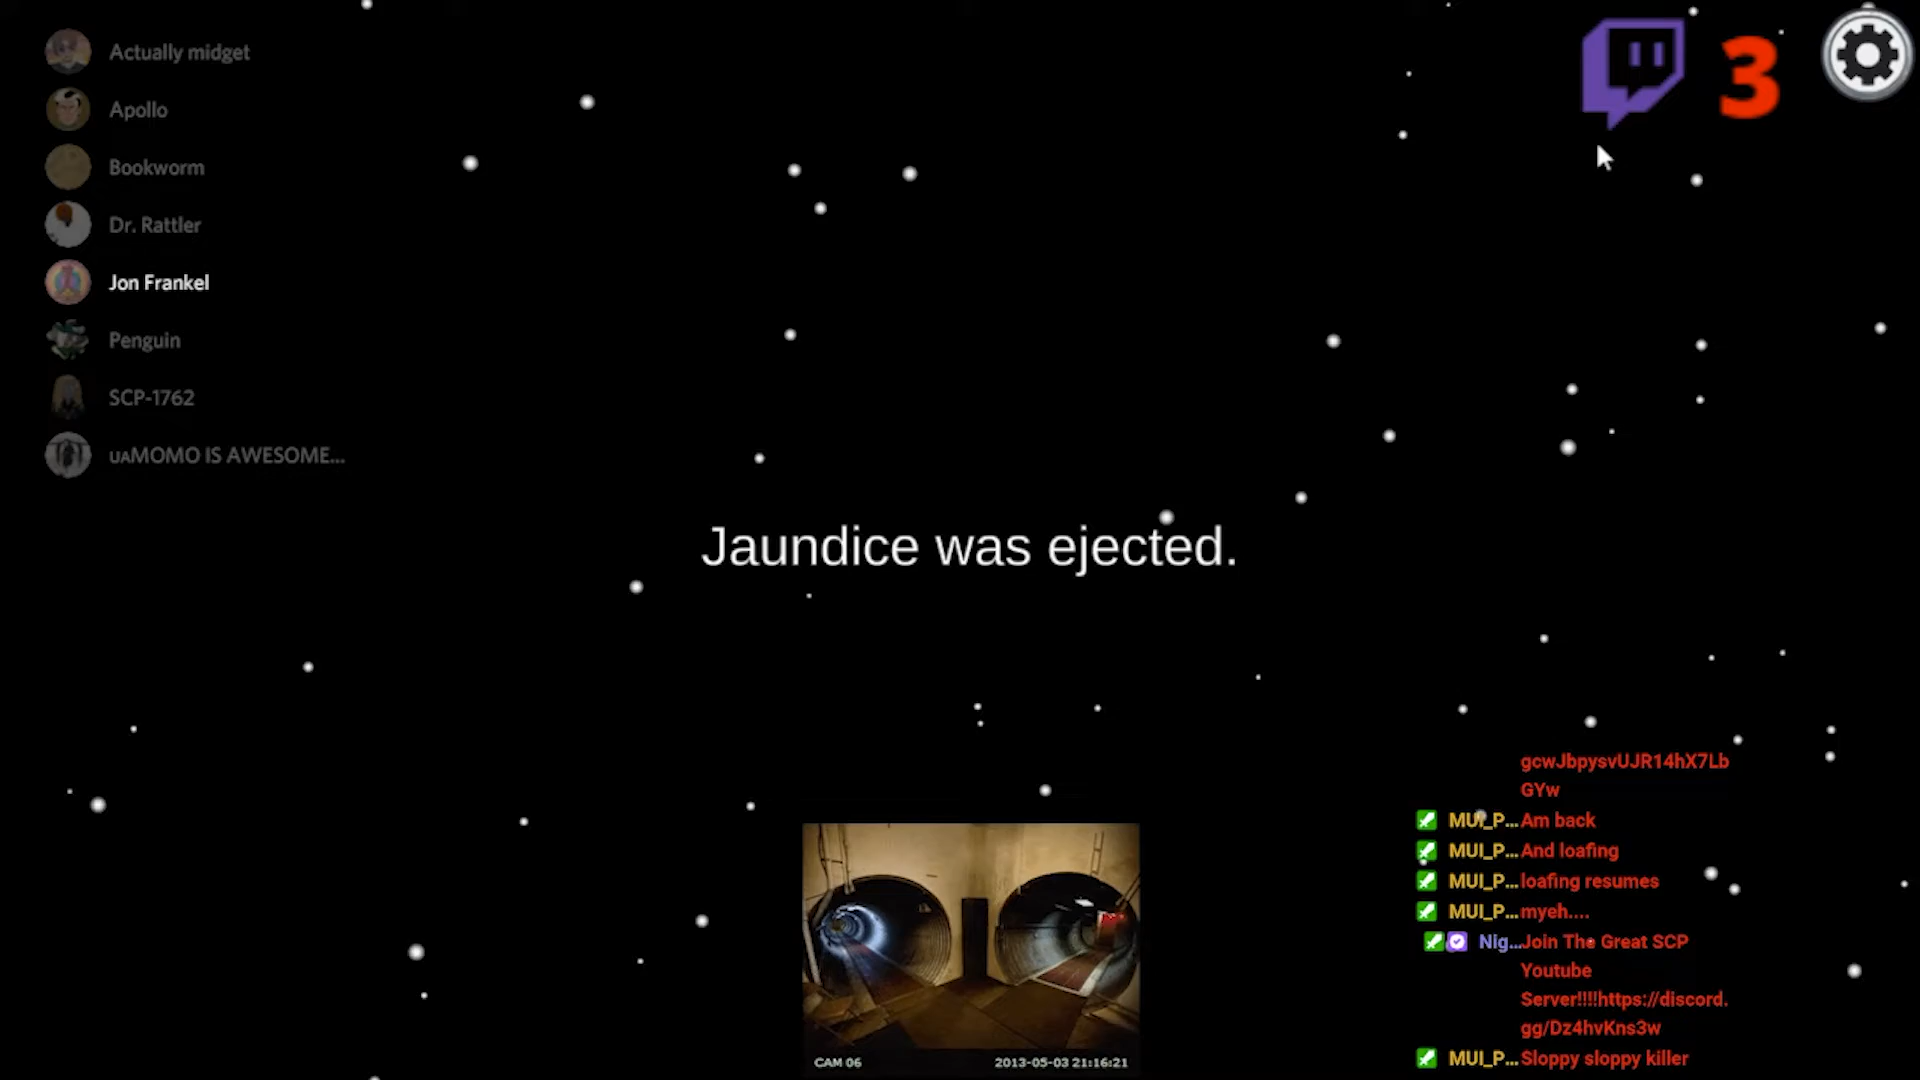 Actually midget
Apollo
Bookworm
Dr. Rattler
Jon Frankel
Penguin
SCP-1762
uAMOMO IS AWESOME...
3
Jaundice was ejected.
gcwJbpysvUJR14hX7Lb
GYw
MUI_P... Am back
MUI_P... And loafing
MUI_P... loafing resumes
MUI_P... myeh....
Nig... Join The Great SCP
Youtube
Server!!!!https://discord.
gg/Dz4hvKns3w
MUI_P... Sloppy sloppy killer
CAM 06 2013-05-03 21:16:21